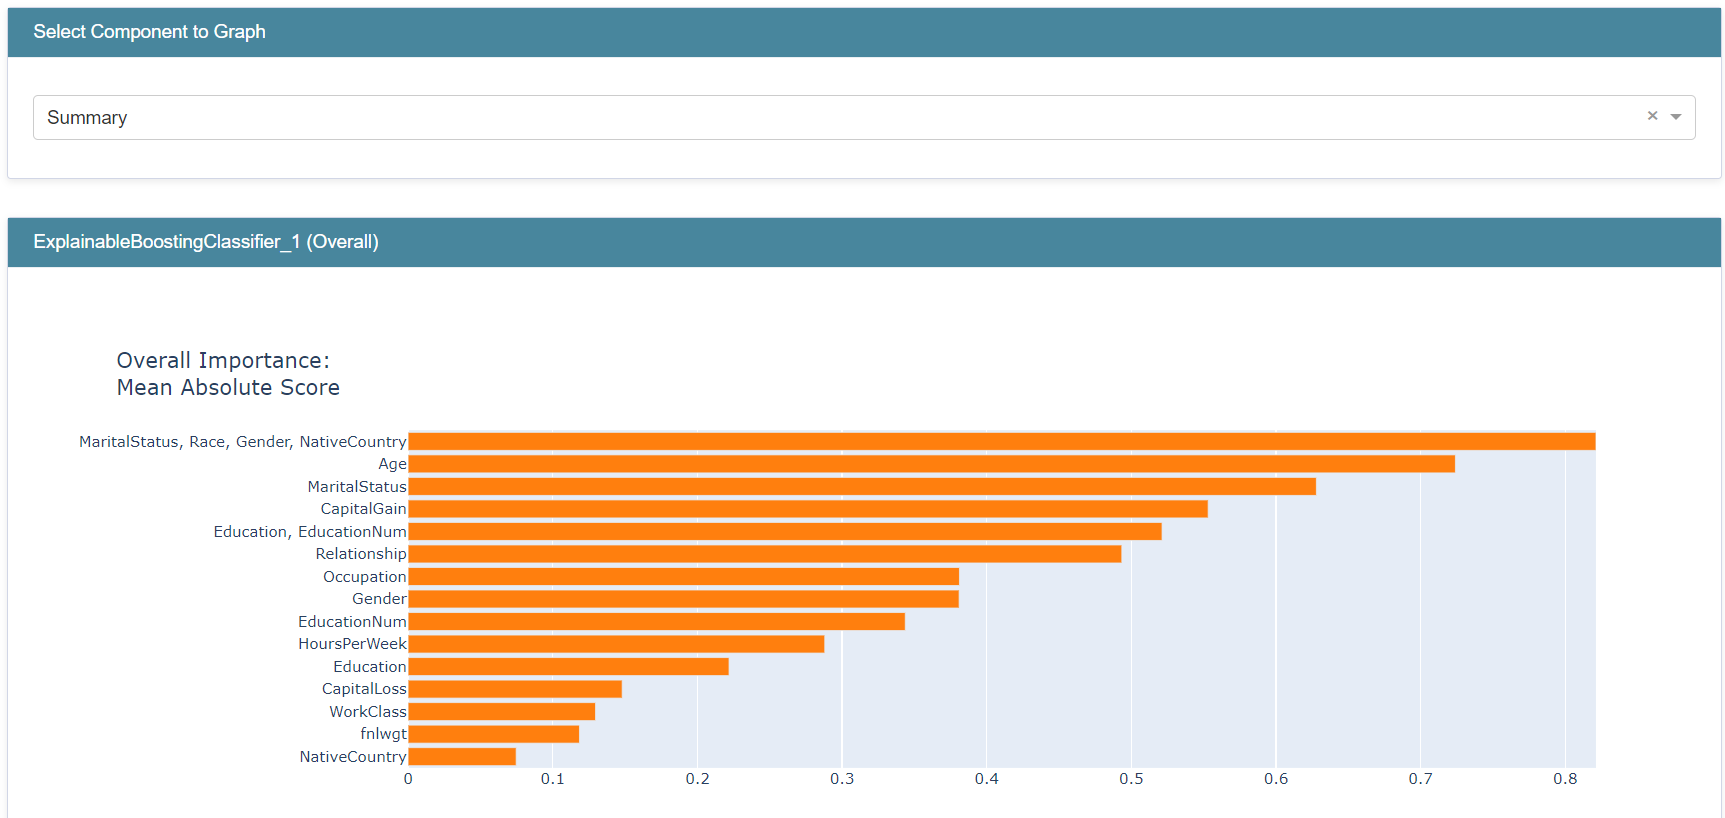 Select Component to Graph
Summary
×
ExplainableBoostingClassifier_1 (Overall)
Overall Importance:
Mean Absolute Score
MaritalStatus, Race, Gender, NativeCountry
Age
MaritalStatus
CapitalGain
Education, EducationNum
Relationship
Occupation
Gender
EducationNum
HoursPerWeek
Education
CapitalLoss
WorkClass
fnlwgt
NativeCountry
0 0.1 0.2 0.3 0.4 0.5 0.6 0.7 0.8